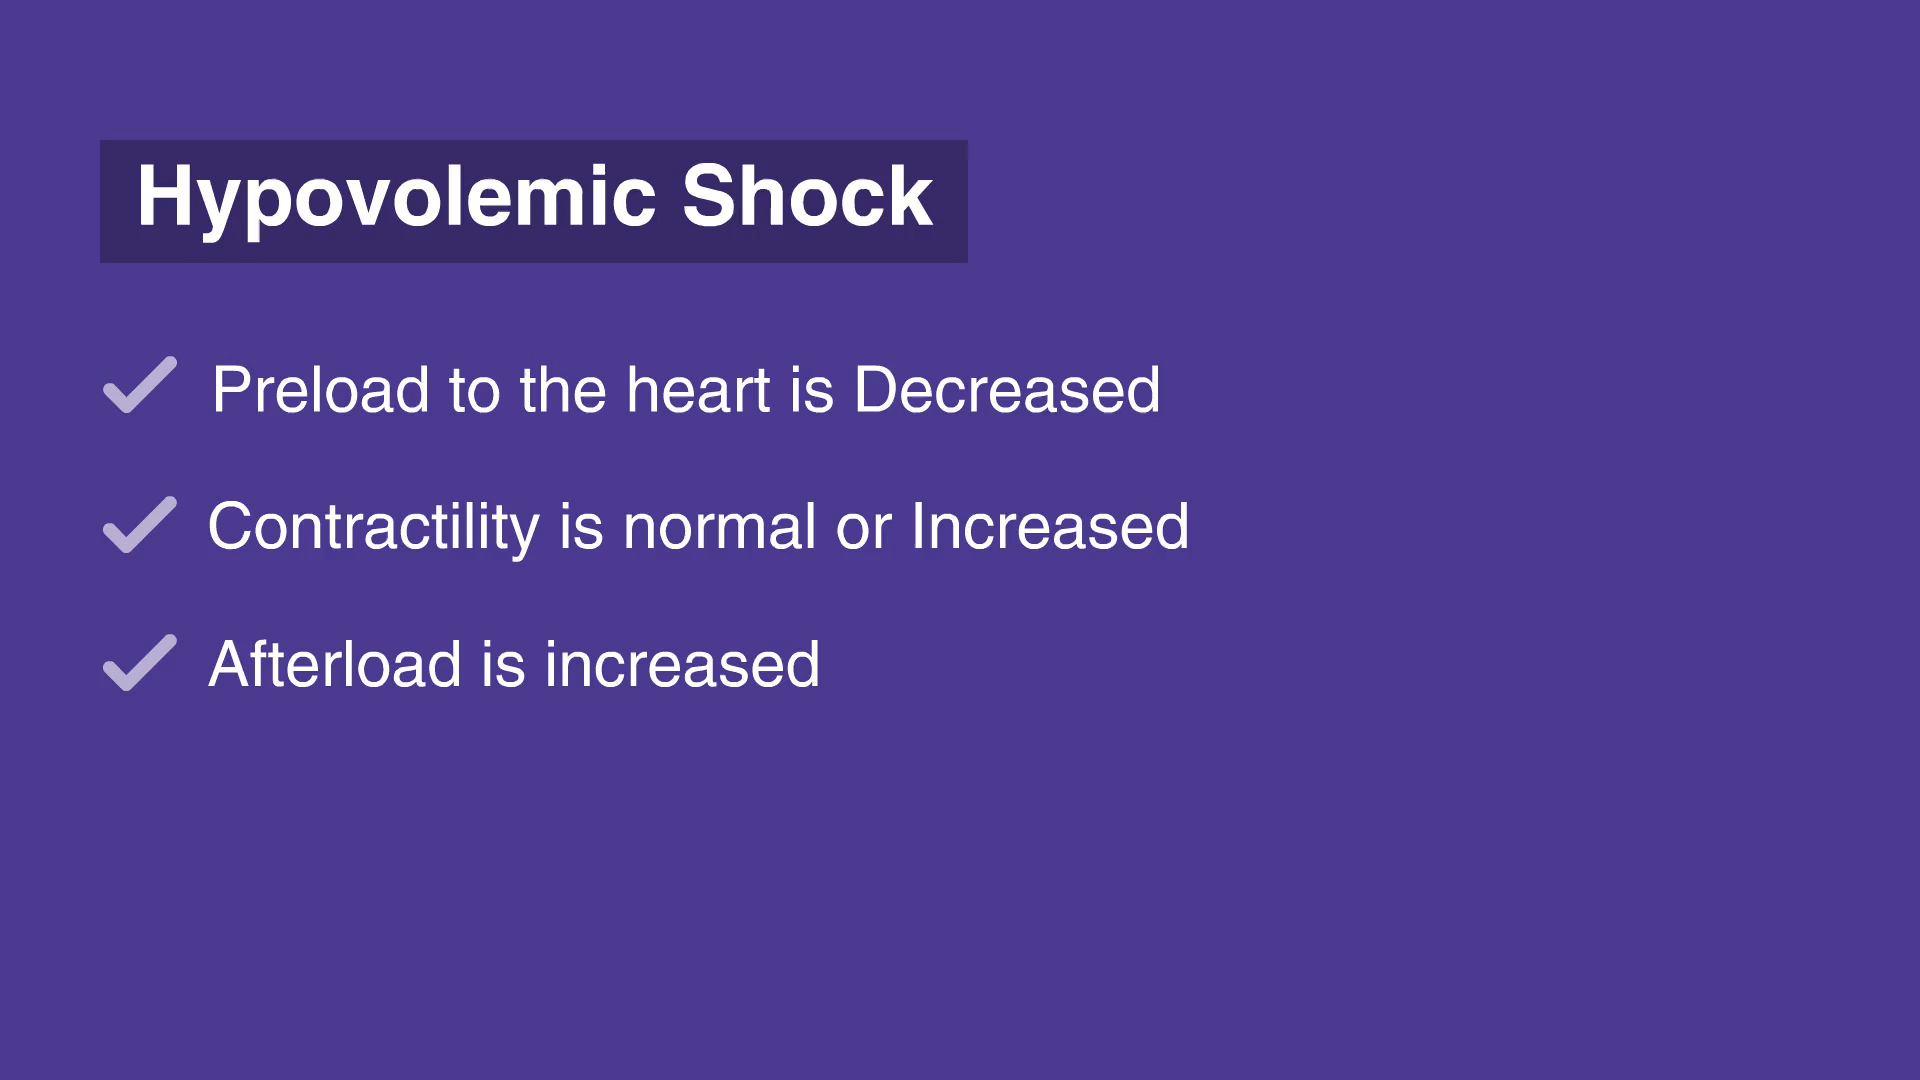 Hypovolemic Shock
Preload to the heart is Decreased
Contractility is normal or Increased
Afterload is increased